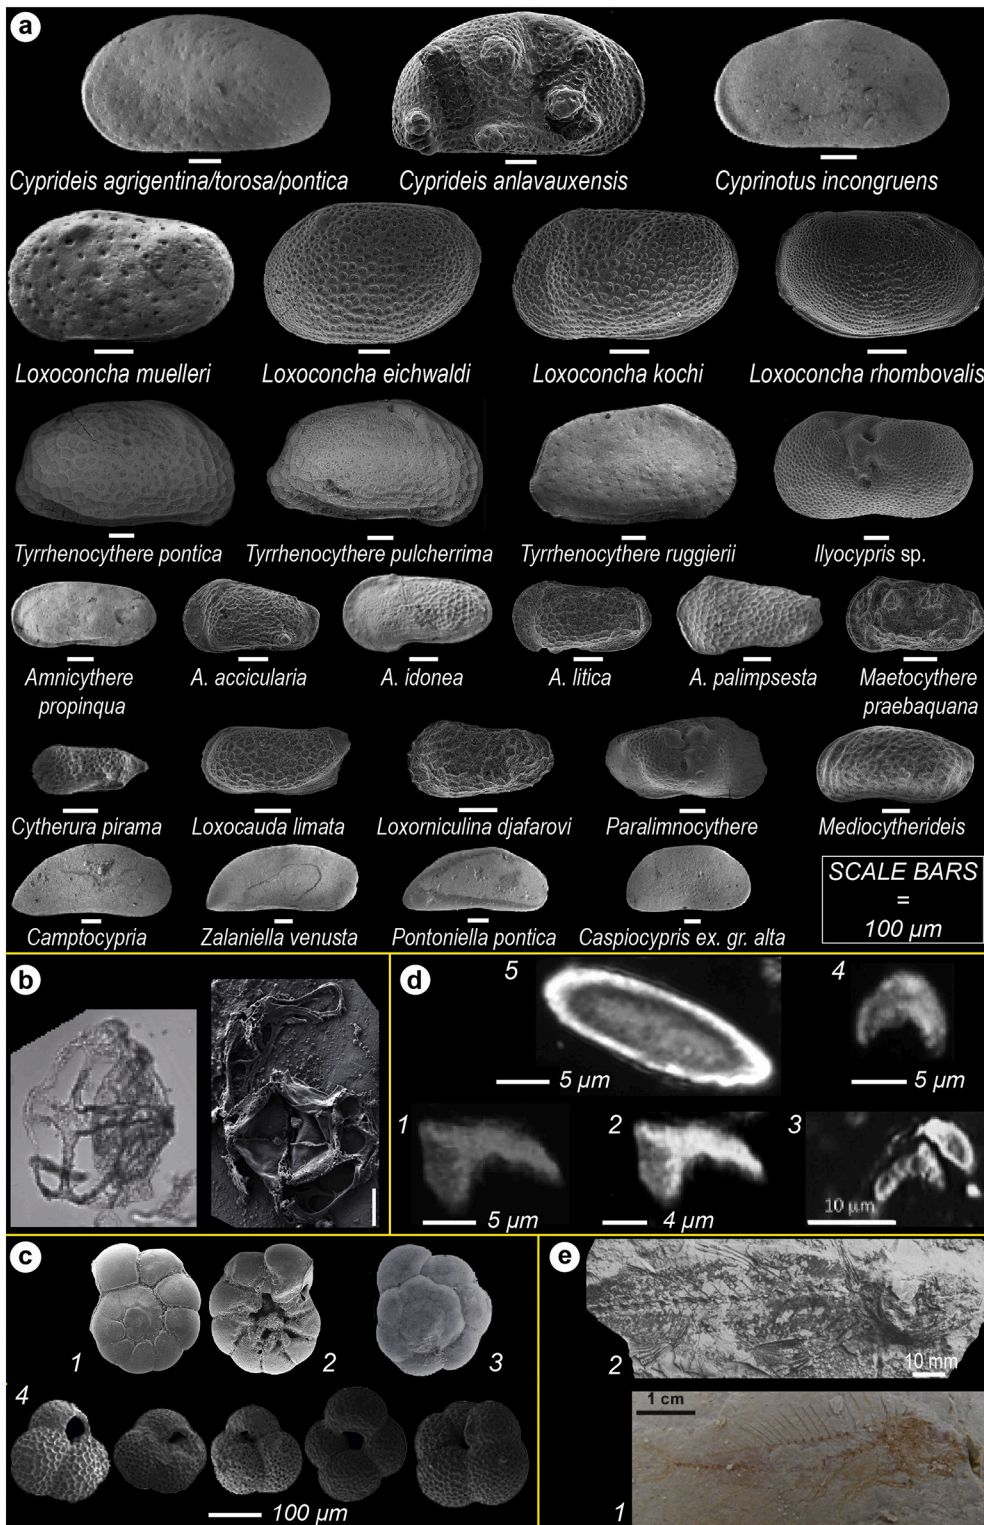 a
Cyprideis agrigentina/torosa/pontica
Cyprideis anlavauxensis
Cyprinotus incongruens
Loxoconcha muelleri
Loxoconcha eichwaldi
Loxoconcha kochi
Loxoconcha rhombovalis
Tyrrhenocythere pontica
Tyrrhenocythere pulcherrima
Tyrrhenocythere ruggierii
Ilyocypris sp.
Amnicythere
propinqua
A. accicularia
A. idonea
A. litica
A. palimpsesta
Maetocythere
praebaquana
Cytherura pirama
Loxocauda limata
Loxorniculina djafarovi
Paralimnocythere
Mediocytherideis
Camptocypria
Zalaniella venusta
Pontoniella pontica
Caspiocypris ex. gr. alta
SCALE BARS
=
100 µm
b
d
5
5 µm
4
5 µm
1
5 µm
2
4 µm
3
10 µm
c
1
2
3
4
100 µm
e
2
10 mm
1 cm
1